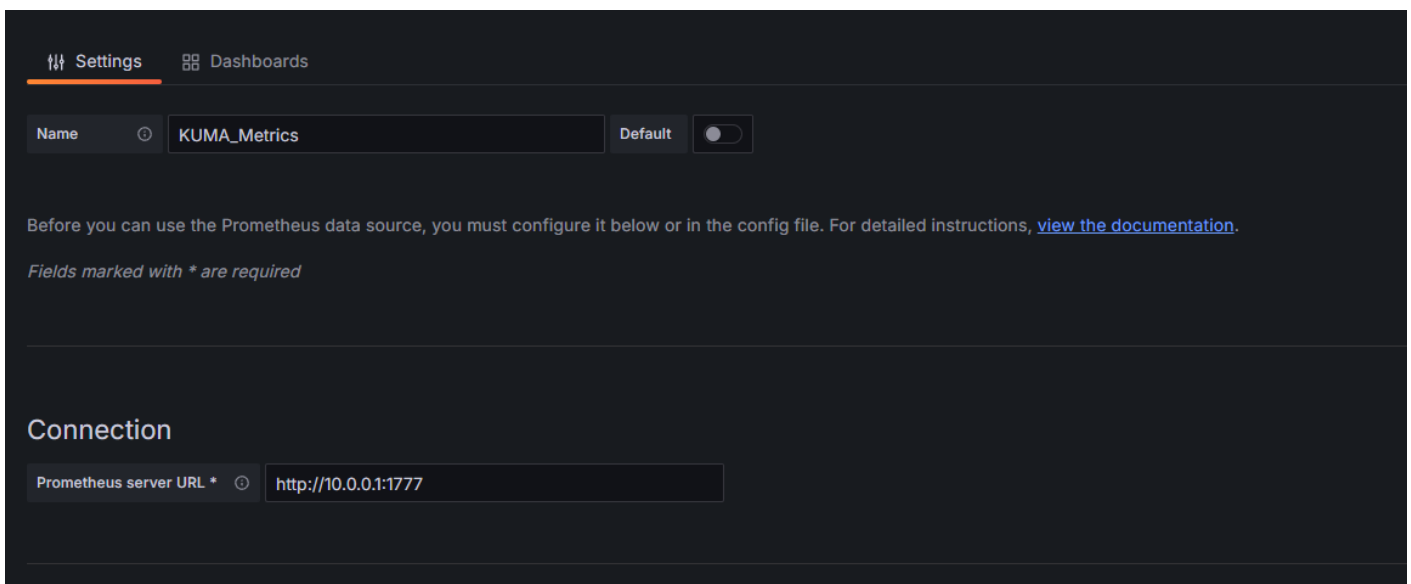 Settings Dashboards
Name KUMA_Metrics Default
Before you can use the Prometheus data source, you must configure it below or in the config file. For detailed instructions, view the documentation.
Fields marked with * are required
Connection
Prometheus server URL * http://10.0.0.1:1777